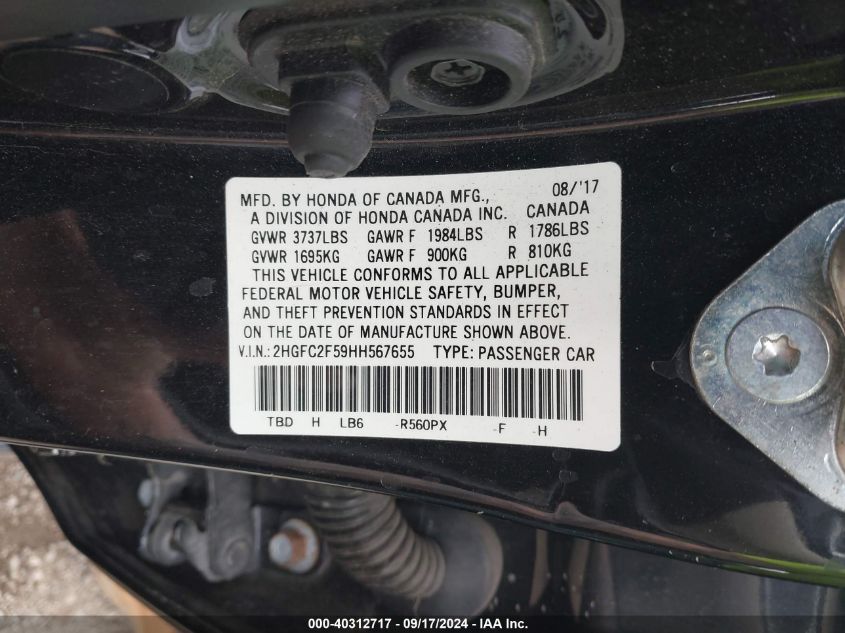 MFD. BY HONDA OF CANADA MFG., 08/'17
A DIVISION OF HONDA CANADA INC. CANADA
GVWR 3737LBS GAWR F 1984LBS R 1786LBS
GVWR 1695KG GAWR F 900KG R 810KG
THIS VEHICLE CONFORMS TO ALL APPLICABLE
FEDERAL MOTOR VEHICLE SAFETY, BUMPER,
AND THEFT PREVENTION STANDARDS IN EFFECT
ON THE DATE OF MANUFACTURE SHOWN ABOVE.
V.I.N.: 2HGFC2F59HH567655 TYPE: PASSENGER CAR
TBD H LB6 -R560PX -F -H
000-40312717 - 09/17/2024 - IAAI Inc.